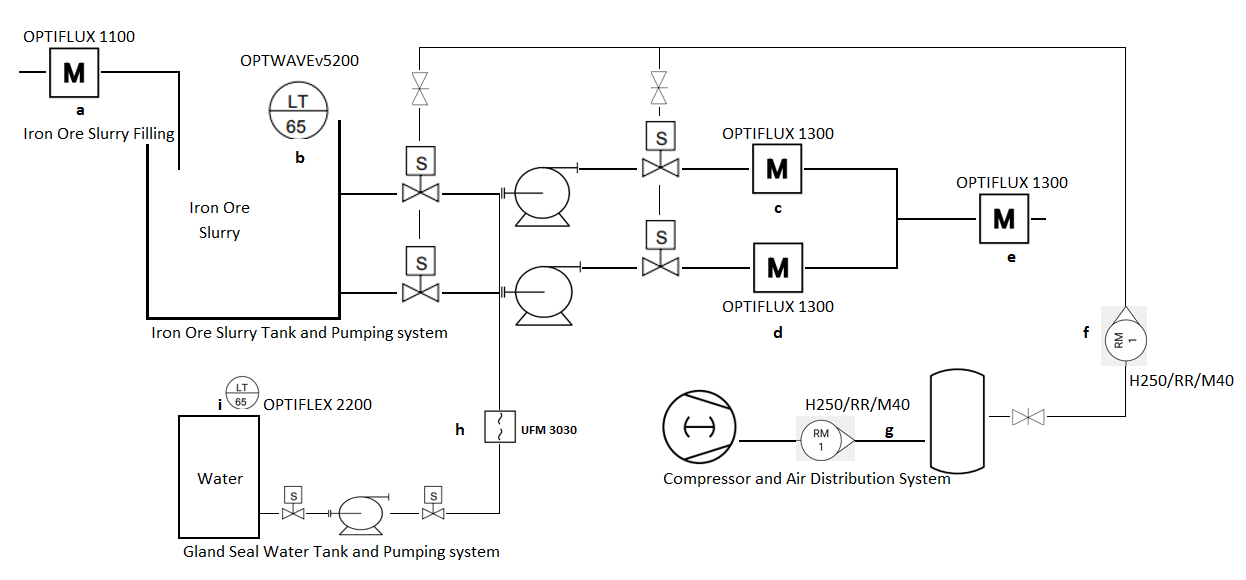 OPTIFLUX 1100
M
a
Iron Ore Slurry Filling
OPTWAVEv5200
LT
65
b
Iron Ore
Slurry
S
S
Iron Ore Slurry Tank and Pumping system
S
S
OPTIFLUX 1300
M
c
M
OPTIFLUX 1300
d
OPTIFLUX 1300
M
e
f
RM
1
H250/RR/M40
H250/RR/M40
RM
1
g
Compressor and Air Distribution System
LT
65
i
OPTIFLEX 2200
h
UFM 3030
Water
S
S
Gland Seal Water Tank and Pumping system